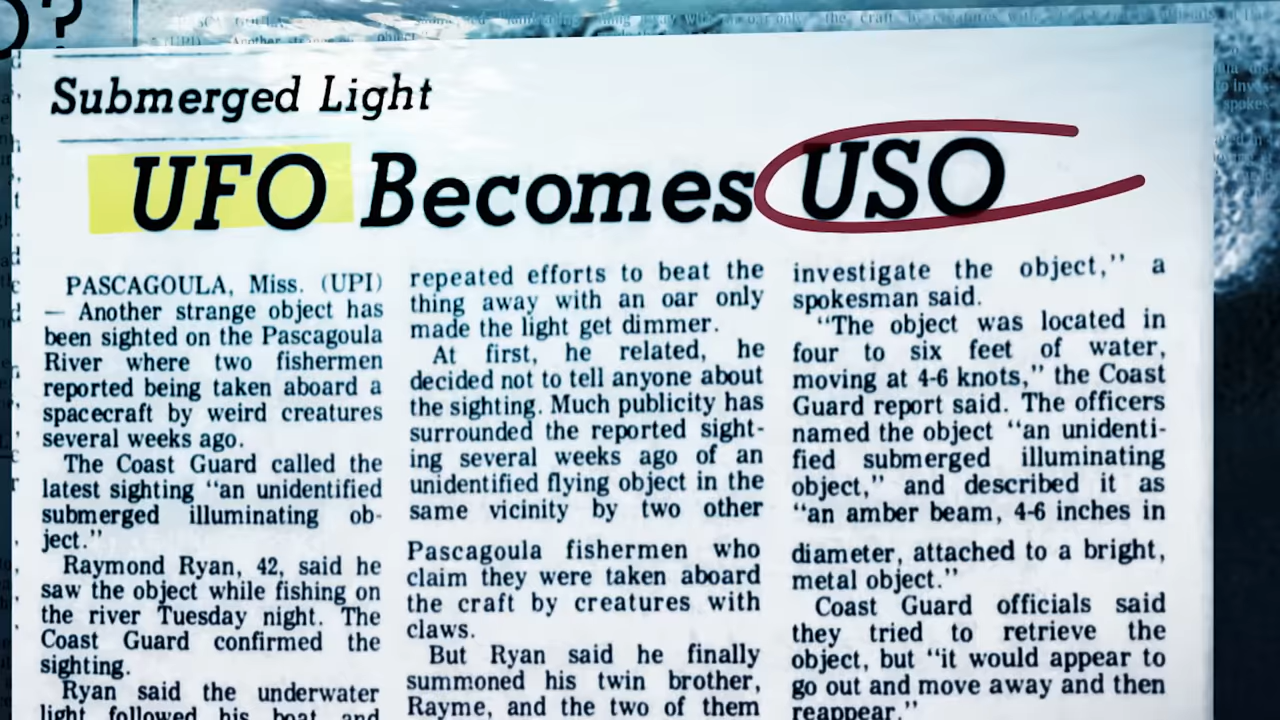 ?
Submerged Light
UFO Becomes USO
PASCAGOULA, Miss. (UPI)
— Another strange object has
been sighted on the Pascagoula
River where two fishermen
reported being taken aboard a
spacecraft by weird creatures
several weeks ago.
The Coast Guard called the
latest sighting “an unidentified
submerged illuminating ob-
ject.”
Raymond Ryan, 42, said he
saw the object while fishing on
the river Tuesday night. The
Coast Guard confirmed the
sighting.
Ryan said the underwater
light followed his boat and
repeated efforts to beat the
thing away with an oar only
made the light get dimmer.
At first, he related, he
decided not to tell anyone about
the sighting. Much publicity has
surrounded the reported sight-
ing several weeks ago of an
unidentified flying object in the
same vicinity by two other
Pascagoula fishermen who
claim they were taken aboard
the craft by creatures with
claws.
But Ryan said he finally
summoned his twin brother,
Rayme, and the two of them
investigate the object,” a
spokesman said.
“The object was located in
four to six feet of water,
moving at 4-6 knots,” the Coast
Guard report said. The officers
named the object “an unidenti-
fied submerged illuminating
object,” and described it as
“an amber beam, 4-6 inches in
diameter, attached to a bright,
metal object.”
Coast Guard officials said
they tried to retrieve the
object, but “it would appear to
go out and move away and then
reappear.”